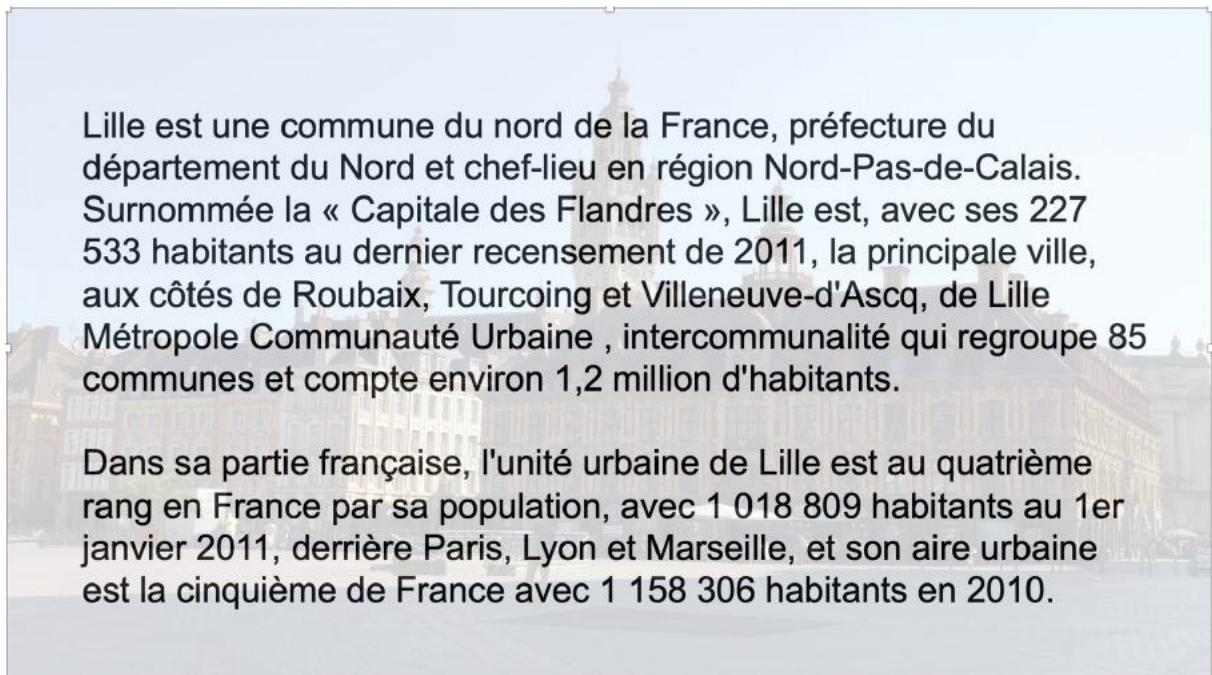 Lille est une commune du nord de la France, préfecture du
département du Nord et chef-lieu en région Nord-Pas-de-Calais.
Surnommée la « Capitale des Flandres », Lille est, avec ses 227
533 habitants au dernier recensement de 2011, la principale ville,
aux côtés de Roubaix, Tourcoing et Villeneuve-d'Ascq, de Lille
Métropole Communauté Urbaine , intercommunalité qui regroupe 85
communes et compte environ 1,2 million d'habitants.
Dans sa partie française, l'unité urbaine de Lille est au quatrième
rang en France par sa population, avec 1 018 809 habitants au 1er
janvier 2011, derrière Paris, Lyon et Marseille, et son aire urbaine
est la cinquième de France avec 1 158 306 habitants en 2010.